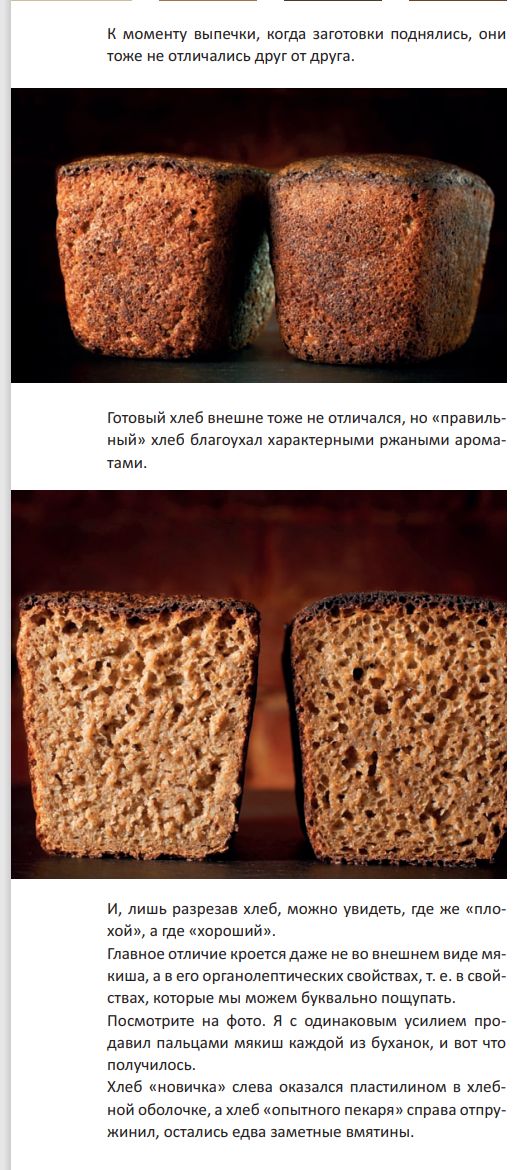 К моменту выпечки, когда заготовки поднялись, они
тоже не отличались друг от друга.
Готовый хлеб внешне тоже не отличался, но «правиль-
ный» хлеб благоухал характерными ржаными арома-
тами.
И, лишь разрезав хлеб, можно увидеть, где же «пло-
хой», а где «хороший».
Главное отличие кроется даже не во внешнем виде мя-
киша, а в его органолептических свойствах, т. е. в свой-
ствах, которые мы можем буквально пощупать.
Посмотрите на фото. Я с одинаковым усилием про-
давил пальцами мякиш каждой из буханок, и вот что
получилось.
Хлеб «новичка» слева оказался пластилином в хлеб-
ной оболочке, а хлеб «опытного пекаря» справа отпру-
жинил, остались едва заметные вмятины.